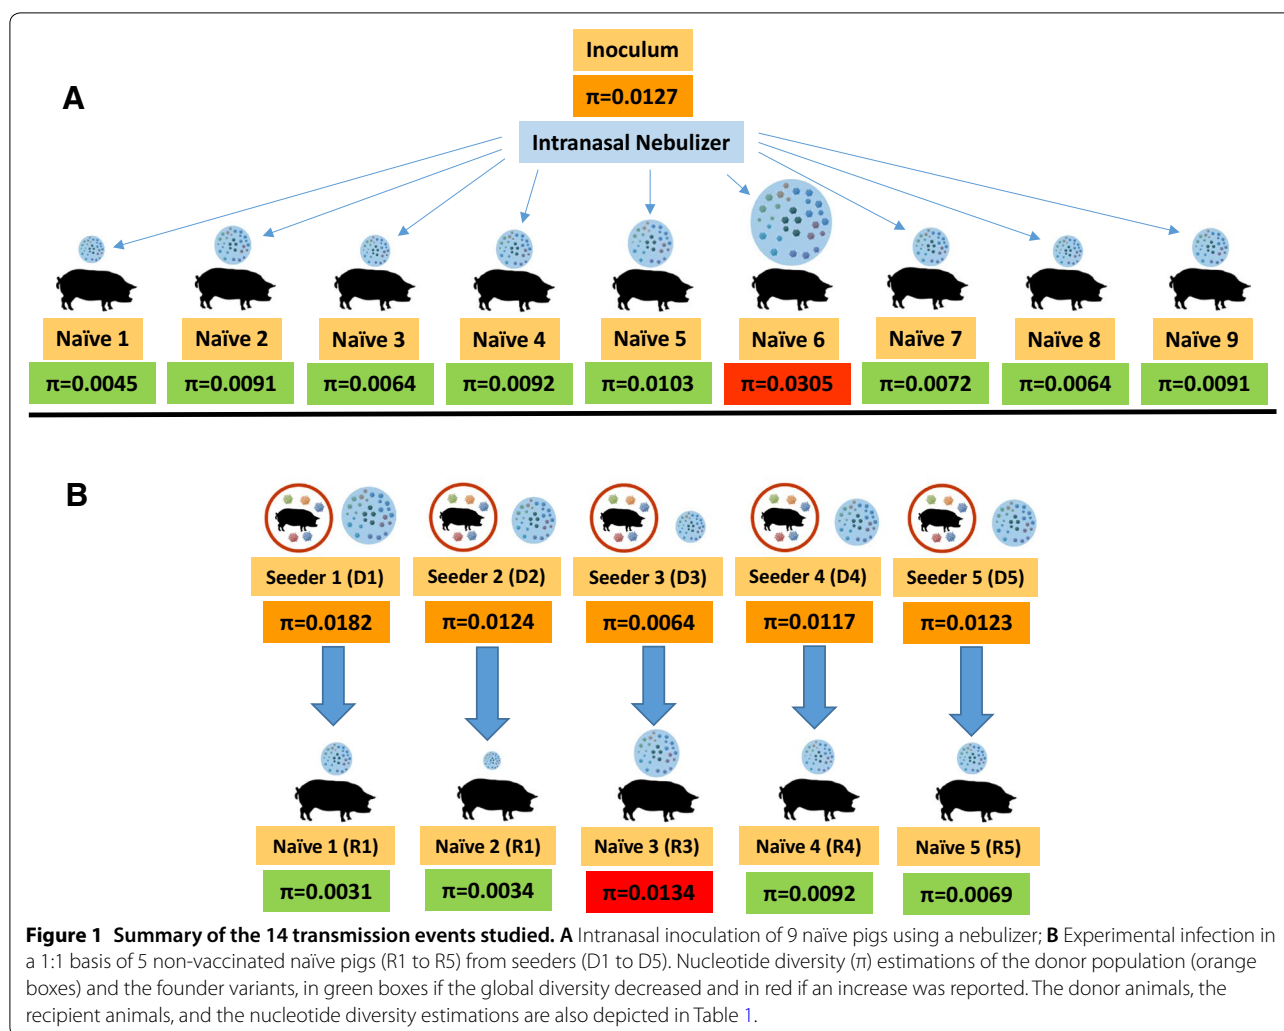 A
Inoculum
π=0.0127
Intranasal Nebulizer
Naïve 1 Naïve 2 Naïve 3 Naïve 4 Naïve 5 Naïve 6 Naïve 7 Naïve 8 Naïve 9
π=0.0045 π=0.0091 π=0.0064 π=0.0092 π=0.0103 π=0.0305 π=0.0072 π=0.0064 π=0.0091
B
Seeder 1 (D1) Seeder 2 (D2) Seeder 3 (D3) Seeder 4 (D4) Seeder 5 (D5)
π=0.0182 π=0.0124 π=0.0064 π=0.0117 π=0.0123
Naïve 1 (R1) Naïve 2 (R1) Naïve 3 (R3) Naïve 4 (R4) Naïve 5 (R5)
π=0.0031 π=0.0034 π=0.0134 π=0.0092 π=0.0069
Figure 1 Summary of the 14 transmission events studied. A Intranasal inoculation of 9 naïve pigs using a nebulizer; B Experimental infection in
a 1:1 basis of 5 non-vaccinated naïve pigs (R1 to R5) from seeders (D1 to D5). Nucleotide diversity (π) estimations of the donor population (orange
boxes) and the founder variants, in green boxes if the global diversity decreased and in red if an increase was reported. The donor animals, the
recipient animals, and the nucleotide diversity estimations are also depicted in Table 1.